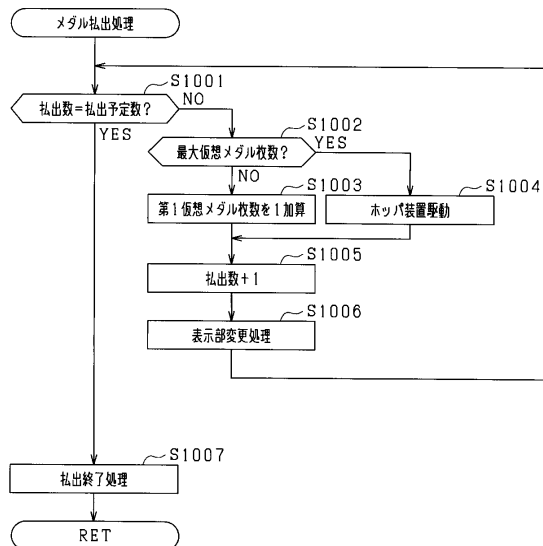 メダル払出処理
S1001
払出数=払出予定数?
NO
YES
S1002
最大仮想メダル枚数?
YES
NO
S1003
第1仮想メダル枚数を1加算
S1004
ホッパ装置駆動
S1005
払出数+1
S1006
表示部変更処理
S1007
払出終了処理
RET